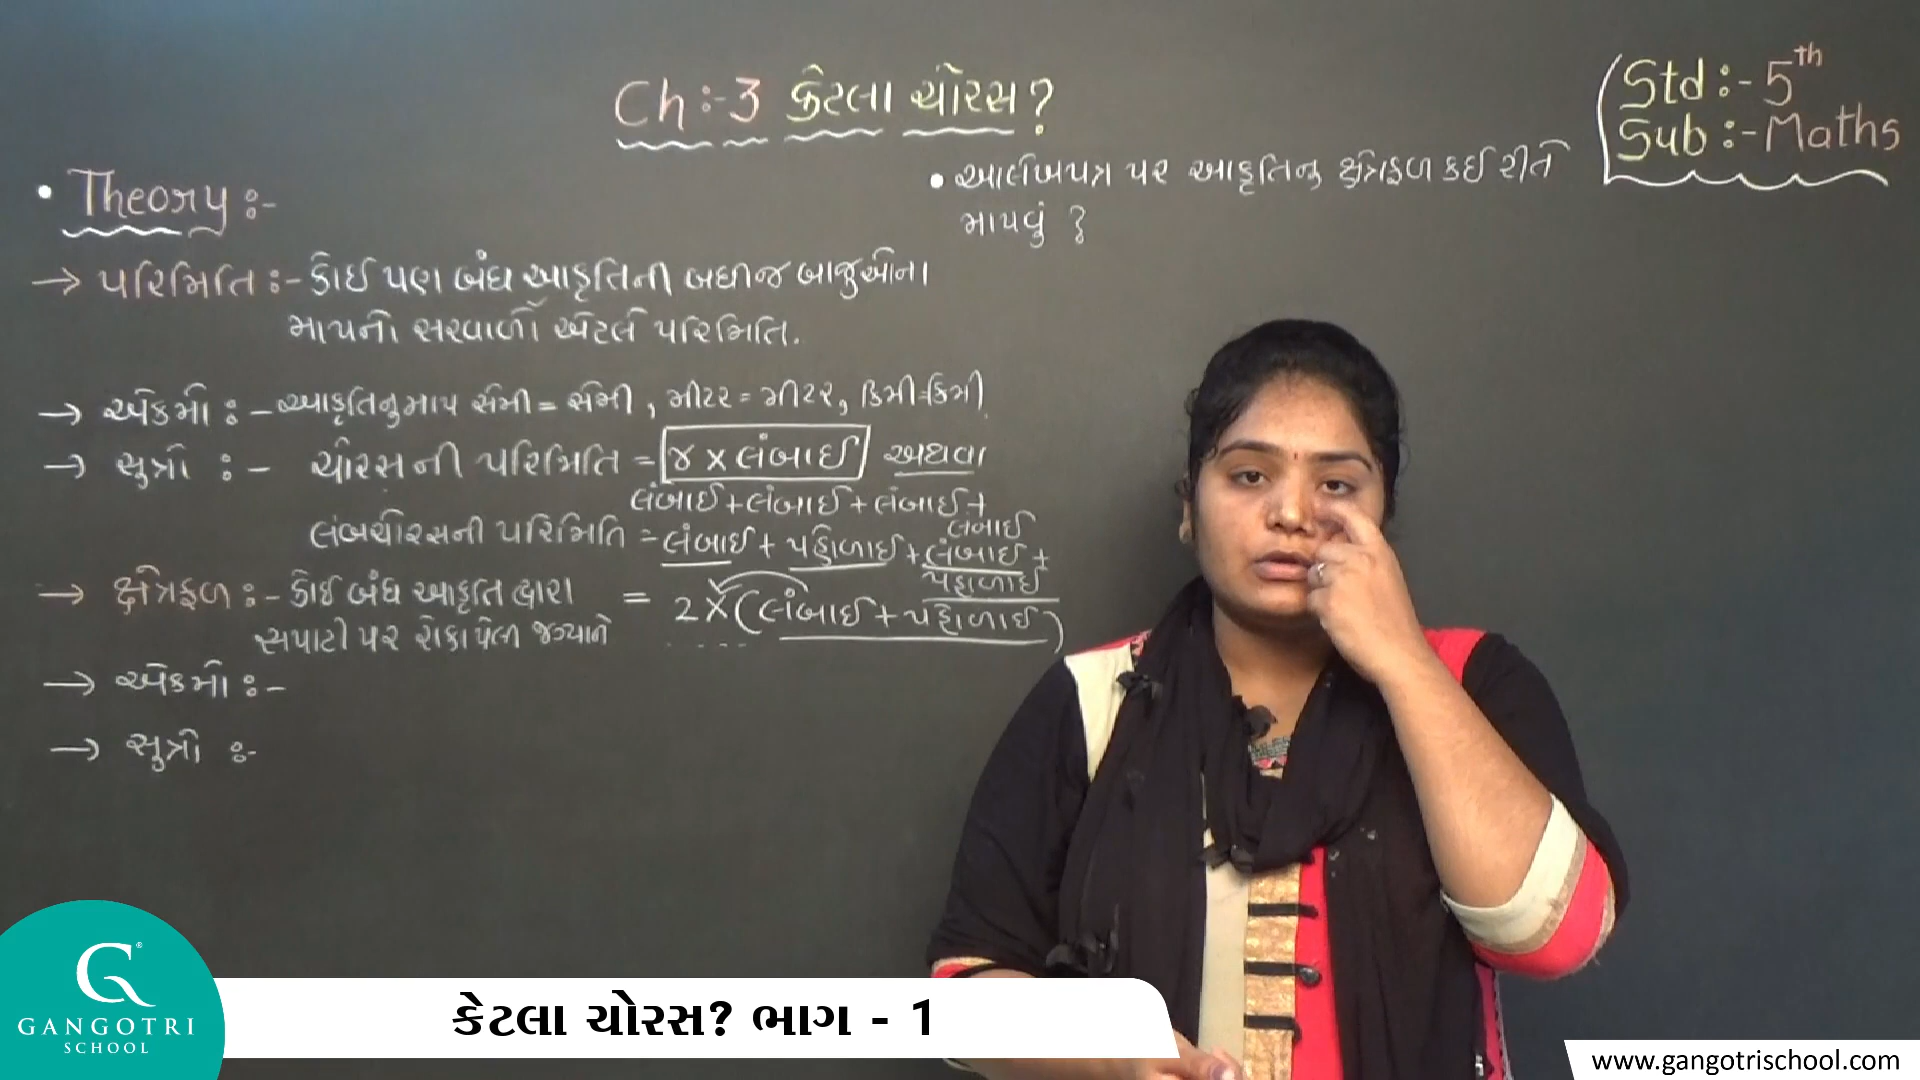 Ch :- 3 કેટલા ચોરસ ?
Std :- 5th
Sub :- Maths
• Theory :-
→ પરિમિતિ :- કોઈ પણ બંધ આકૃતિની બધીજ બાજુઓના
માપનો સરવાળો એટલે પરિમિતિ.
→ એકમો :- આકૃતિનુ માપ સેમી = સેમી , મીટર = મીટર, કિમી = કિમી
→ સુત્રો :- ચોરસની પરિમિતિ = ૪ x લંબાઈ અથવા
લંબાઈ + લંબાઈ + લંબાઈ +
લંબાઈ
લંબચોરસની પરિમિતિ = લંબાઈ + પહોળાઈ + લંબાઈ +
પહોળાઈ
= 2 x (લંબાઈ + પહોળાઈ)
→ ક્ષેત્રફળ :- કોઈ બંધ આકૃતિ દ્વારા
સપાટી પર રોકાયેલ જગ્યાને
→ એકમો :-
→ સુત્રો :-
• આલેખપત્ર પર આકૃતિનુ ક્ષેત્રફળ કઈ રીતે
માપવું ?
G®
GANGOTRI
SCHOOL
કેટલા ચોરસ? ભાગ - 1
www.gangotrischool.com